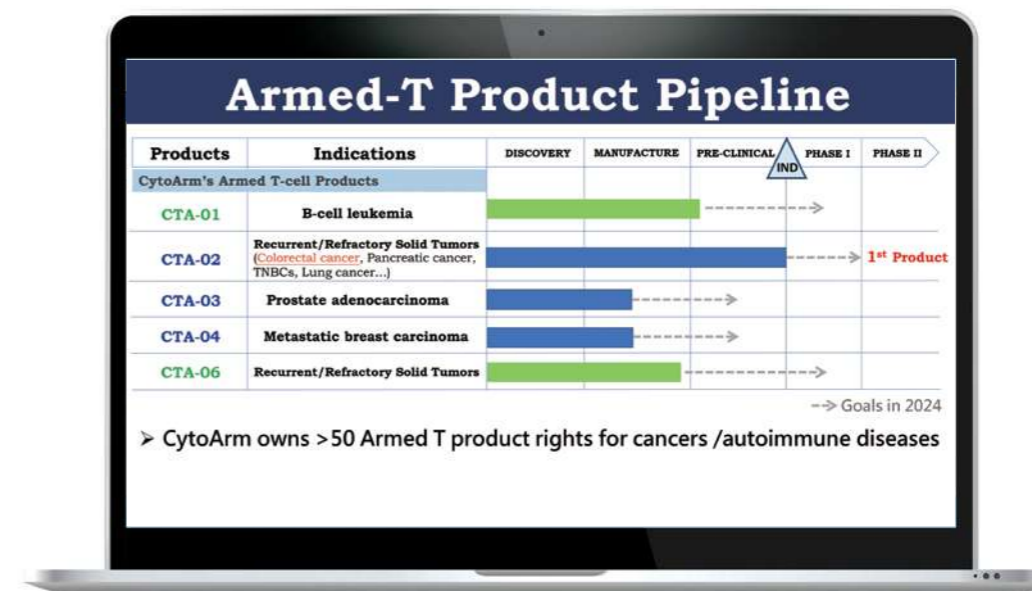 Armed-T Product Pipeline
Products Indications DISCOVERY MANUFACTURE PRE-CLINICAL IND PHASE I PHASE II
CytoArm's Armed T-cell Products
CTA-01 B-cell leukemia
CTA-02 Recurrent/Refractory Solid Tumors
(Colorectal cancer, Pancreatic cancer,
TNBCs, Lung cancer...)
1st Product
CTA-03 Prostate adenocarcinoma
CTA-04 Metastatic breast carcinoma
CTA-06 Recurrent/Refractory Solid Tumors
--> Goals in 2024
➢ CytoArm owns >50 Armed T product rights for cancers /autoimmune diseases